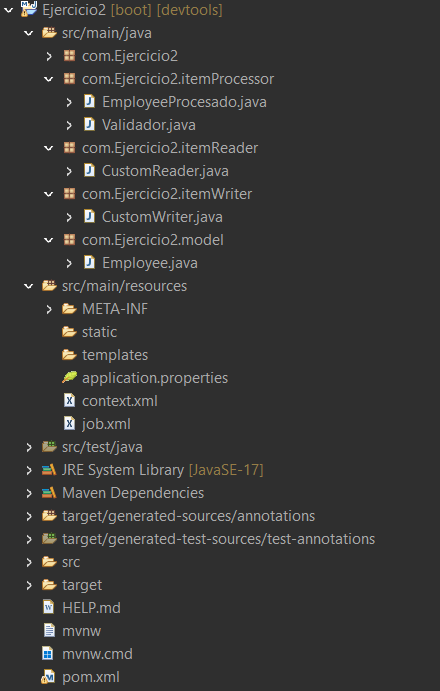 Ejercicio2 [boot] [devtools]
src/main/java
com.Ejercicio2
com.Ejercicio2.itemProcessor
EmployeeProcesado.java
Validador.java
com.Ejercicio2.itemReader
CustomReader.java
com.Ejercicio2.itemWriter
CustomWriter.java
com.Ejercicio2.model
Employee.java
src/main/resources
META-INF
static
templates
application.properties
context.xml
job.xml
src/test/java
JRE System Library [JavaSE-17]
Maven Dependencies
target/generated-sources/annotations
target/generated-test-sources/test-annotations
src
target
HELP.md
mvnw
mvnw.cmd
pom.xml